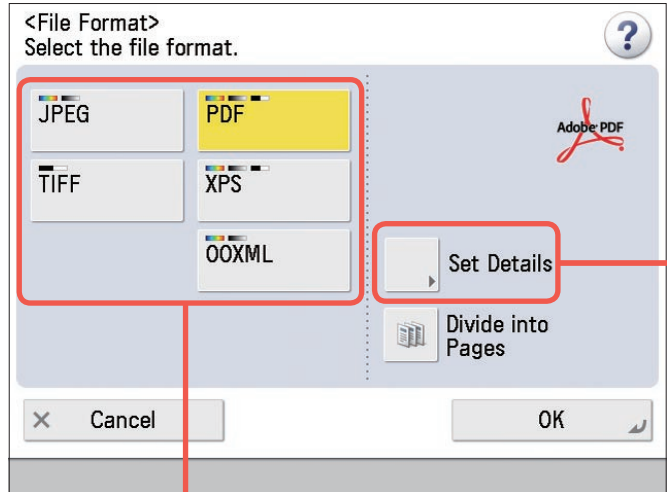 <File Format>
Select the file format.
?
JPEG
PDF
Adobe PDF
TIFF
XPS
OOXML
Set Details
Divide into
Pages
× Cancel
OK